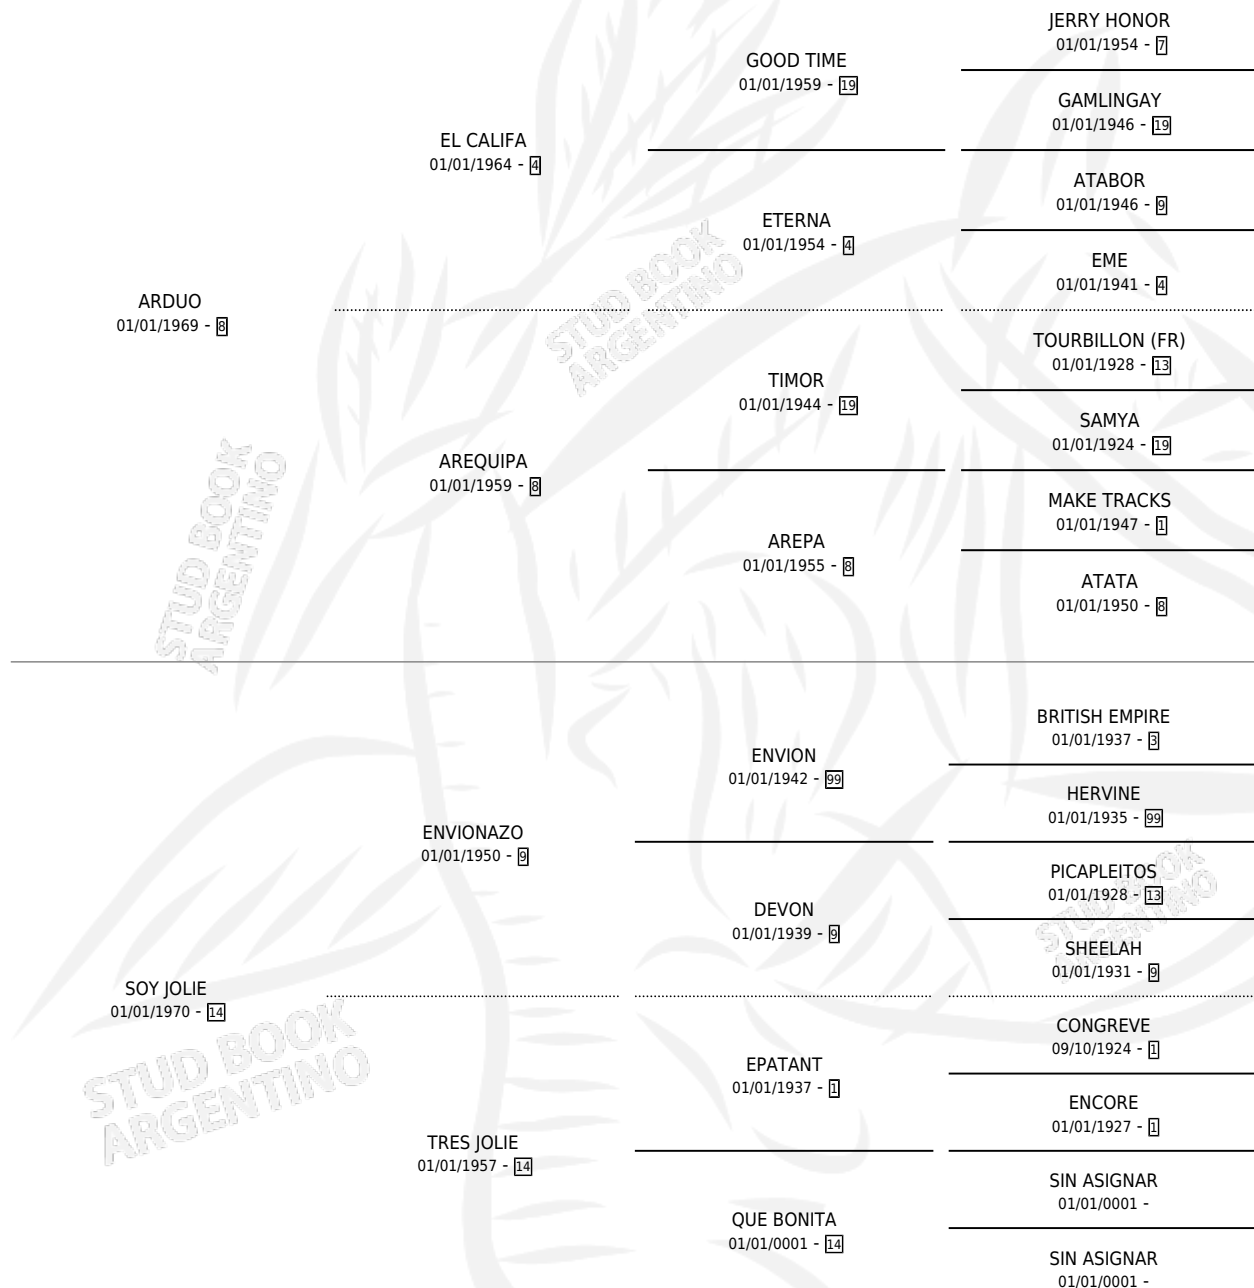 JERRY HONOR
01/01/1954 - 7
GOOD TIME
01/01/1959 - 19
GAMLINGAY
01/01/1946 - 19
EL CALIFA
01/01/1964 - 4
ATABOR
01/01/1946 - 9
ETERNA
01/01/1954 - 4
EME
01/01/1941 - 4
ARDUO
01/01/1969 - 8
STUD BOOK
ARGENTINO
TOURBILLON (FR)
01/01/1928 - 13
TIMOR
01/01/1944 - 19
SAMYA
01/01/1924 - 19
AREQUIPA
01/01/1959 - 8
MAKE TRACKS
01/01/1947 - 1
AREPA
01/01/1955 - 8
ATATA
01/01/1950 - 8
STUD BOOK
ARGENTINO
BRITISH EMPIRE
01/01/1937 - 3
ENVION
01/01/1942 - 99
HERVINE
01/01/1935 - 99
ENVIONAZO
01/01/1950 - 9
PICAPLEITOS
01/01/1928 - 13
DEVON
01/01/1939 - 9
SHEELAH
01/01/1931 - 9
STUD BOOK
ARGENTINO
SOY JOLIE
01/01/1970 - 14
STUD BOOK
ARGENTINO
CONGREVE
09/10/1924 - 1
EPATANT
01/01/1937 - 1
ENCORE
01/01/1927 - 1
TRES JOLIE
01/01/1957 - 14
SIN ASIGNAR
01/01/0001 -
QUE BONITA
01/01/0001 - 14
SIN ASIGNAR
01/01/0001 -